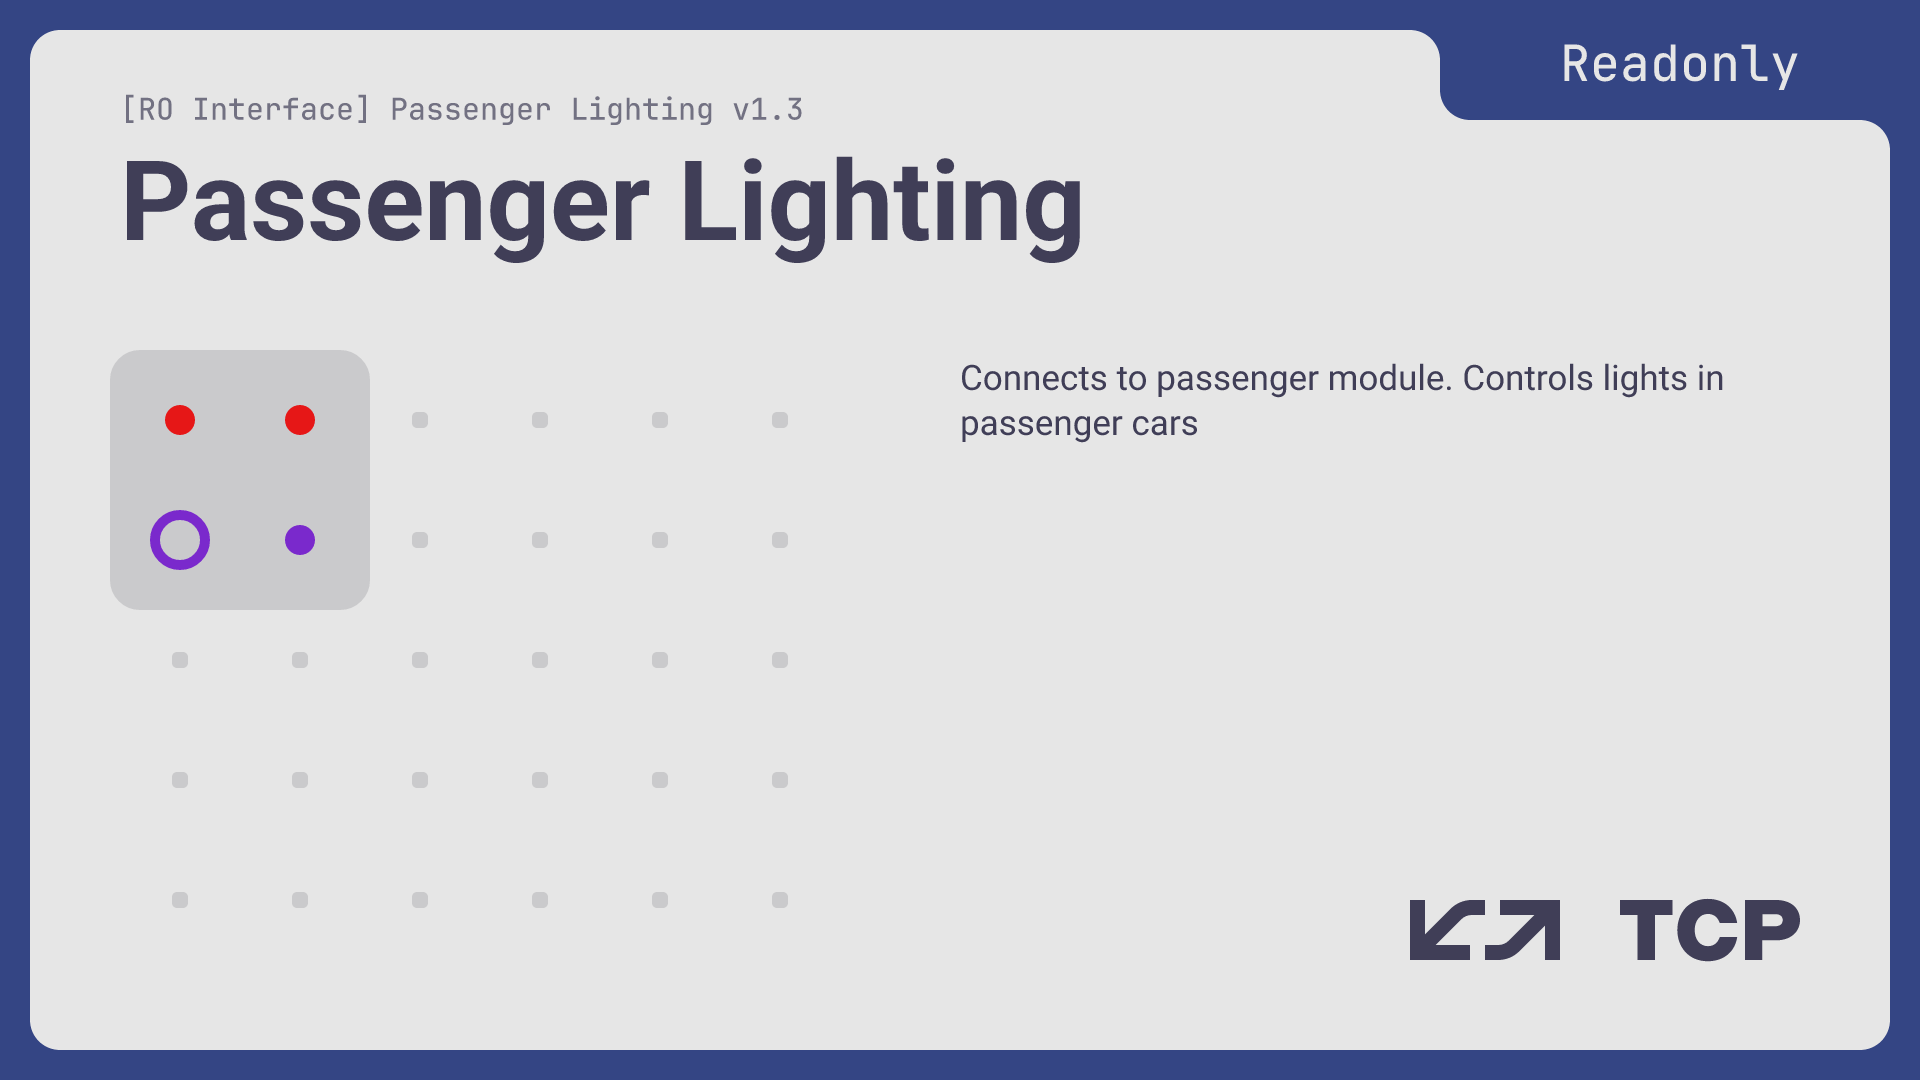 Readonly
[RO Interface] Passenger Lighting v1.3
Passenger Lighting
Connects to passenger module. Controls lights in
passenger cars
TCP